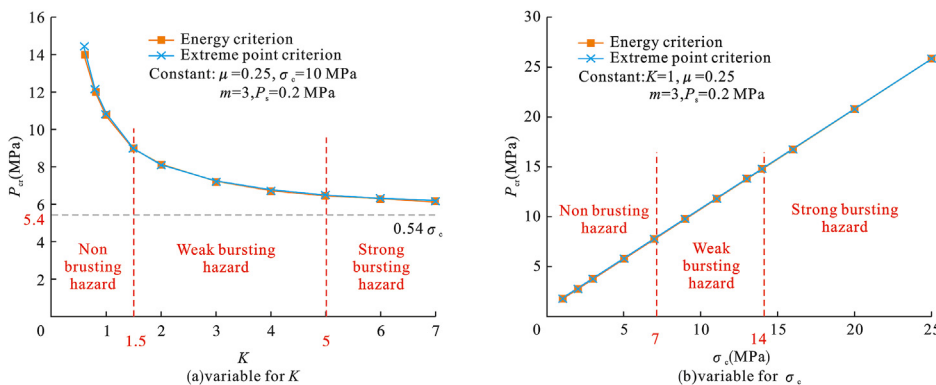 16
14
12
10
8
6
5.4
4
2
0
P_cr(MPa)
Energy criterion
Extreme point criterion
Constant: μ=0.25, σ_c=10 MPa
m=3,P_s=0.2 MPa
0.54 σ_c
Non
brusting
hazard
Weak bursting
hazard
Strong
bursting
hazard
1
1.5
2
3
4
5
6
7
5
K
(a)variable for K
30
25
20
15
10
5
0
P_cr(MPa)
Energy criterion
Extreme point criterion
Constant:K=1, μ=0.25
m=3,P_s=0.2 MPa
Non brusting
hazard
Weak
bursting
hazard
Strong bursting
hazard
5
7
10
14
15
20
25
σ_c(MPa)
(b)variable for σ_c